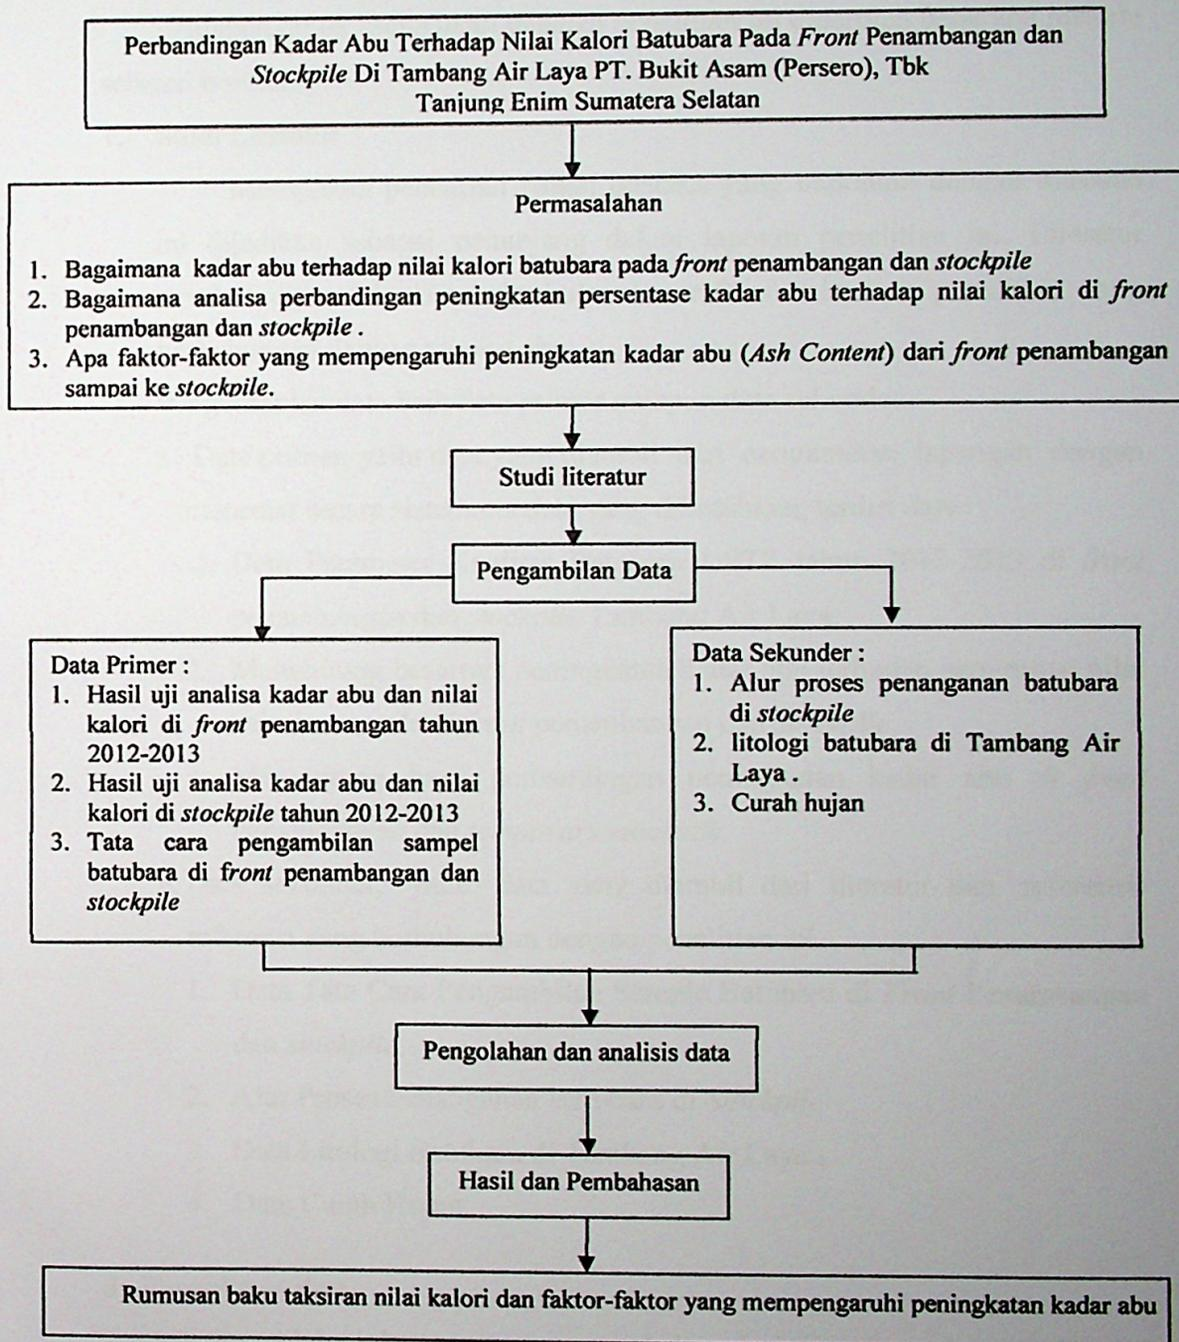 Perbandingan Kadar Abu Terhadap Nilai Kalori Batubara Pada Front Penambangan dan
Stockpile Di Tambang Air Laya PT. Bukit Asam (Persero), Tbk
Tanjung Enim Sumatera Selatan
Permasalahan
1. Bagaimana kadar abu terhadap nilai kalori batubara pada front penambangan dan stockpile
2. Bagaimana analisa perbandingan peningkatan persentase kadar abu terhadap nilai kalori di front
penambangan dan stockpile .
3. Apa faktor-faktor yang mempengaruhi peningkatan kadar abu (Ash Content) dari front penambangan
sampai ke stockpile.
Studi literatur
Pengambilan Data
Data Primer :
1. Hasil uji analisa kadar abu dan nilai
kalori di front penambangan tahun
2012-2013
2. Hasil uji analisa kadar abu dan nilai
kalori di stockpile tahun 2012-2013
3. Tata cara pengambilan sampel
batubara di front penambangan dan
stockpile
Data Sekunder :
1. Alur proses penanganan batubara
di stockpile
2. litologi batubara di Tambang Air
Laya .
3. Curah hujan
Pengolahan dan analisis data
Hasil dan Pembahasan
Rumusan baku taksiran nilai kalori dan faktor-faktor yang mempengaruhi peningkatan kadar abu